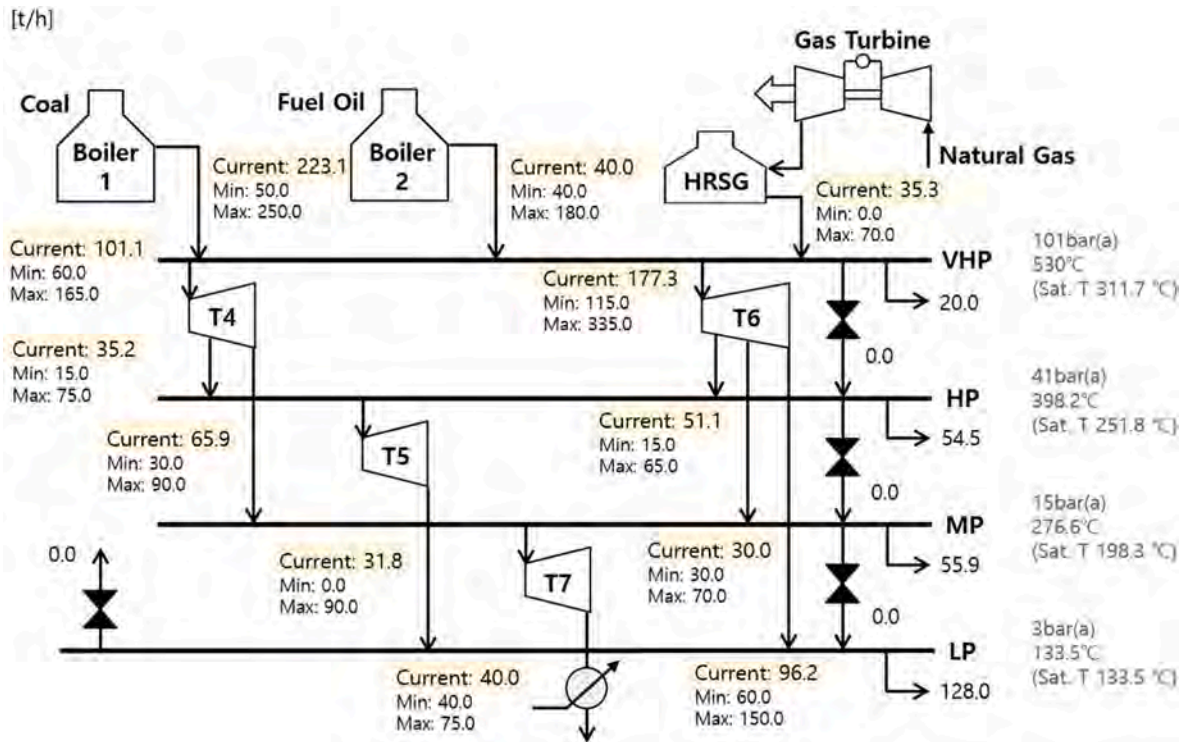 [t/h]
Gas Turbine
Coal
Fuel Oil
Boiler
1
Boiler
2
HRSG
Natural Gas
Current: 223.1
Min: 50.0
Max: 250.0
Current: 40.0
Min: 40.0
Max: 180.0
Current: 35.3
Min: 0.0
Max: 70.0
Current: 101.1
Min: 60.0
Max: 165.0
VHP
101bar(a)
530℃
(Sat. T 311.7 ℃)
Current: 177.3
Min: 115.0
Max: 335.0
20.0
T4
T6
0.0
Current: 35.2
Min: 15.0
Max: 75.0
HP
41bar(a)
398.2℃
(Sat. T 251.8 ℃)
Current: 51.1
Min: 15.0
Max: 65.0
54.5
Current: 65.9
Min: 30.0
Max: 90.0
T5
0.0
MP
15bar(a)
276.6℃
(Sat. T 198.3 ℃)
0.0
Current: 31.8
Min: 0.0
Max: 90.0
T7
Current: 30.0
Min: 30.0
Max: 70.0
55.9
0.0
LP
3bar(a)
133.5℃
(Sat. T 133.5 ℃)
Current: 40.0
Min: 40.0
Max: 75.0
Current: 96.2
Min: 60.0
Max: 150.0
128.0